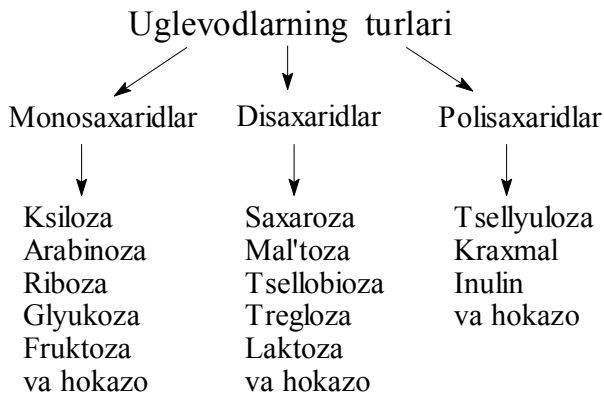 Uglevodlarning turlari
Monosaxaridlar
Disaxaridlar
Polisaxaridlar
Ksiloza
Arabinoza
Riboza
Glyukoza
Fruktoza
va hokazo
Saxaroza
Mal'toza
Tsellobioza
Tregloza
Laktoza
va hokazo
Tsellyuloza
Kraxmal
Inulin
va hokazo